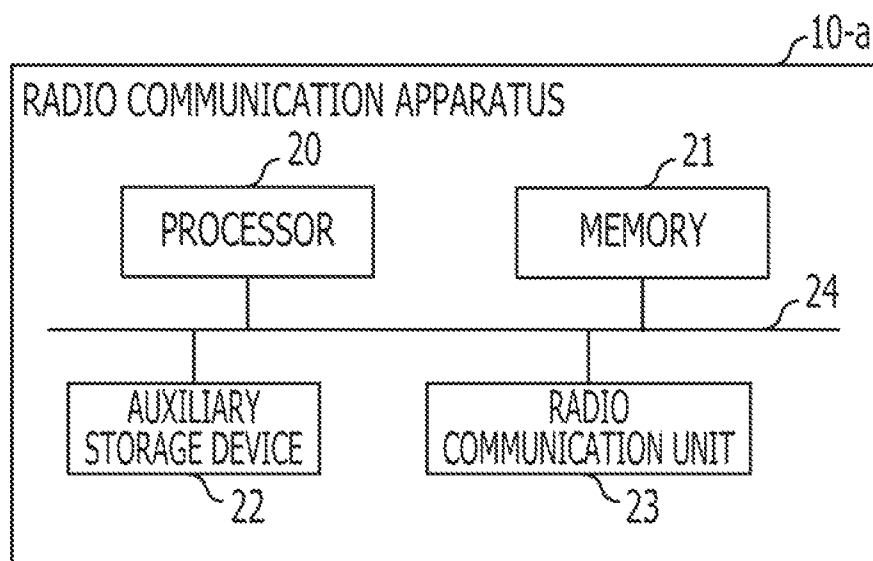 10-a
RADIO COMMUNICATION APPARATUS
20
21
PROCESSOR
MEMORY
24
AUXILIARY
STORAGE DEVICE
RADIO
COMMUNICATION UNIT
22
23